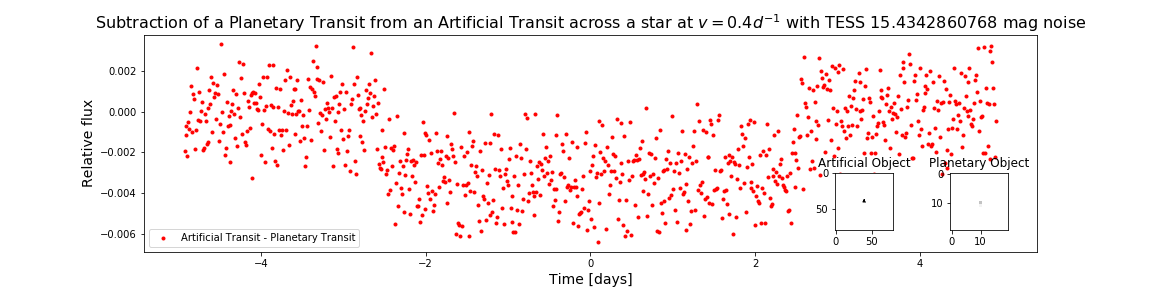 Subtraction of a Planetary Transit from an Artificial Transit across a star at v = 0.4d⁻¹ with TESS 15.4342860768 mag noise
Relative flux
0.002
0.000
−0.002
−0.004
−0.006
Artificial Transit - Planetary Transit
Artificial Object
0
50
0 50
Planetary Object
0
10
0 10
−4 −2 0 2 4
Time [days]